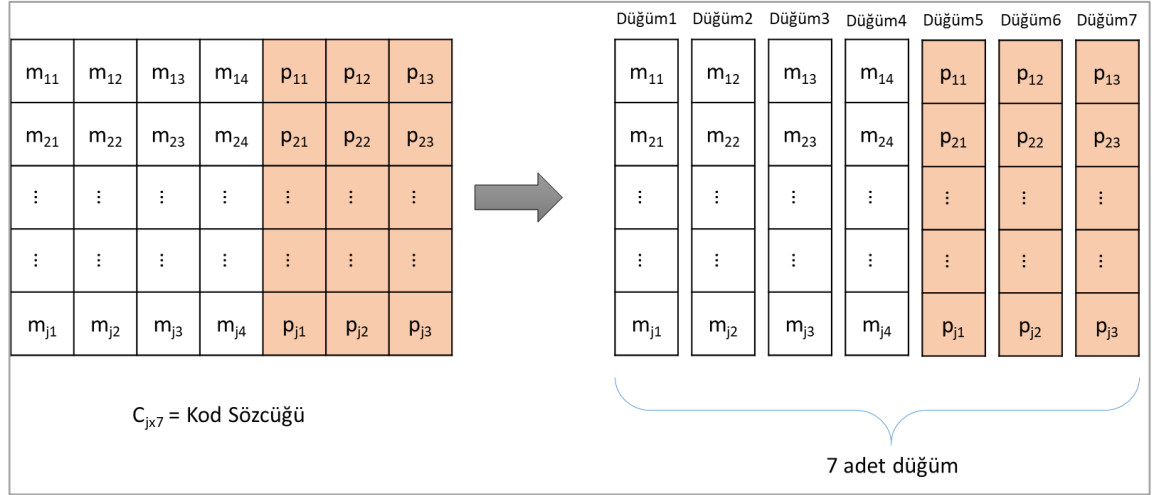 Düğüm1 Düğüm2 Düğüm3 Düğüm4 Düğüm5 Düğüm6 Düğüm7
m11 m12 m13 m14 p11 p12 p13 m11 m12 m13 m14 p11 p12 p13
m21 m22 m23 m24 p21 p22 p23 m21 m22 m23 m24 p21 p22 p23
⋮ ⋮ ⋮ ⋮ ⋮ ⋮ ⋮ ⋮ ⋮ ⋮ ⋮ ⋮ ⋮ ⋮
⋮ ⋮ ⋮ ⋮ ⋮ ⋮ ⋮ ⋮ ⋮ ⋮ ⋮ ⋮ ⋮ ⋮
mj1 mj2 mj3 mj4 pj1 pj2 pj3 mj1 mj2 mj3 mj4 pj1 pj2 pj3
Cjx7 = Kod Sözcüğü
7 adet düğüm